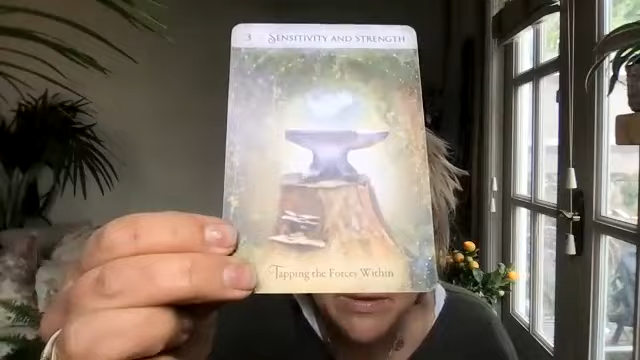 3 SENSITIVITY AND STRENGTH
Tapping the Forces Within